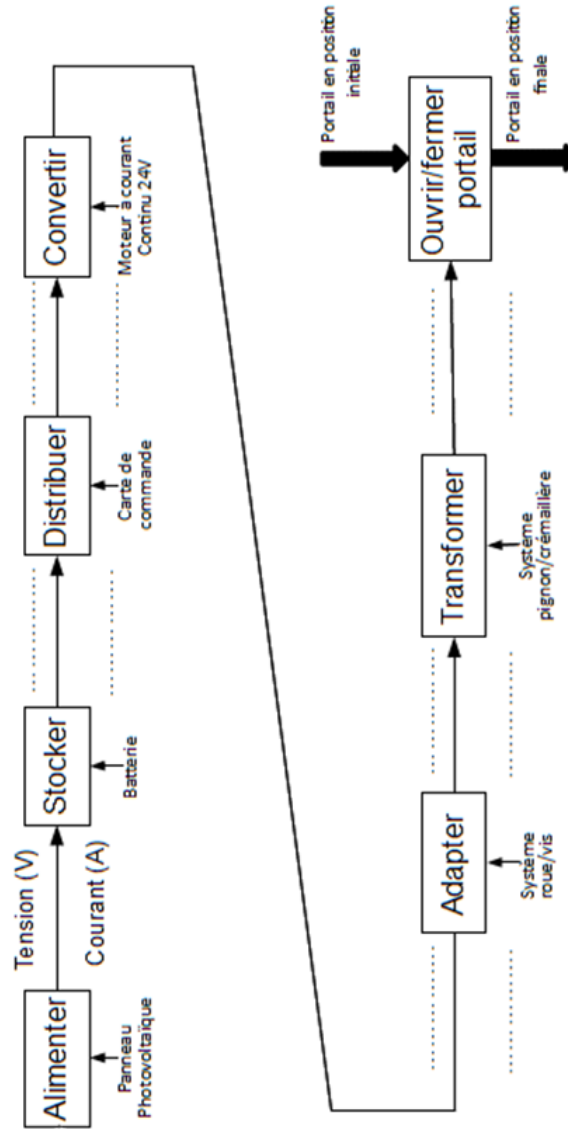 Alimenter
Panneau
Photovoltaïque
Tension (V)
Courant (A)
Stocker
Batterie
Distribuer
Carte de
commande
Convertir
Moteur à courant
Continu 24V
Adapter
Système
roue/vis
Transformer
Système
pignon/crémaillère
Ouvrir/fermer
portail
Portail en position
initiale
Portail en position
fnale